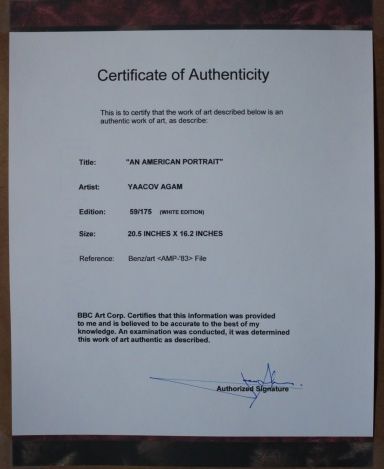 Certificate of Authenticity
This is to certify that the work of art described below is an
authentic work of art, as describe:
Title: "AN AMERICAN PORTRAIT"
Artist: YAACOV AGAM
Edition: 59/175 (WHITE EDITION)
Size: 20.5 INCHES X 16.2 INCHES
Reference: Benz/art <AMP-'83> File
BBC Art Corp. Certifies that this information was provided
to me and is believed to be accurate to the best of my
knowledge. An examination was conducted, it was determined
this work of art authentic as described.
Authorized Signature